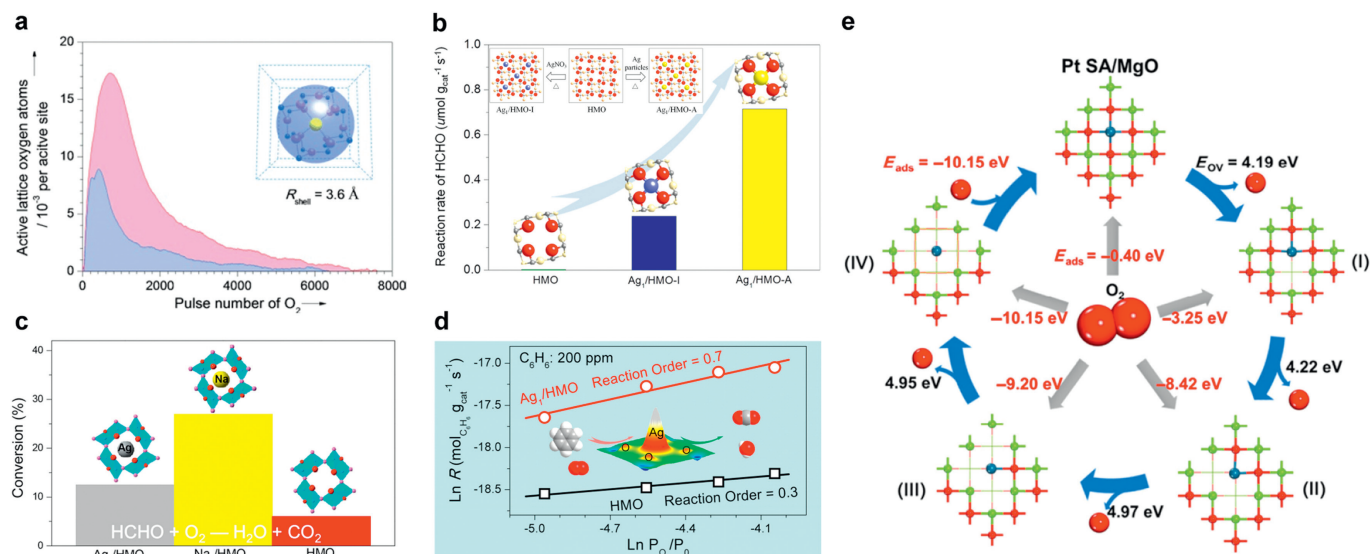 a
20
15
10
5
0
Active lattice oxygen atoms
/ 10⁻³ per acitive site
R_shell = 3.6 Å
0
2000
4000
6000
8000
Pulse number of O₂
b
1.0
0.8
0.6
0.4
0.2
0.0
Reaction rate of HCHO (umol g_cat⁻¹ s⁻¹)
AgNO₃
△
Ag particles
△
Ag₁/HMO-I
HMO
Ag₁/HMO-A
HMO
Ag₁/HMO-I
Ag₁/HMO-A
c
40
30
20
10
0
Conversion (%)
Ag
Na
HCHO + O₂ — H₂O + CO₂
HMO
d
C₆H₆: 200 ppm
-17.0
-17.5
-18.0
-18.5
Ln R (mol_C₆H₆ g_cat⁻¹ s⁻¹)
Ag₁/HMO
Reaction Order = 0.7
Ag
O
O
O
HMO
Reaction Order = 0.3
-5.0
-4.7
-4.4
-4.1
Ln P_O₂/P₀
e
Pt SA/MgO
E_ads = −10.15 eV
E_OV = 4.19 eV
E_ads =
−0.40 eV
(IV)
(I)
O₂
−10.15 eV
−3.25 eV
4.95 eV
−9.20 eV
−8.42 eV
4.22 eV
(III)
(II)
4.97 eV